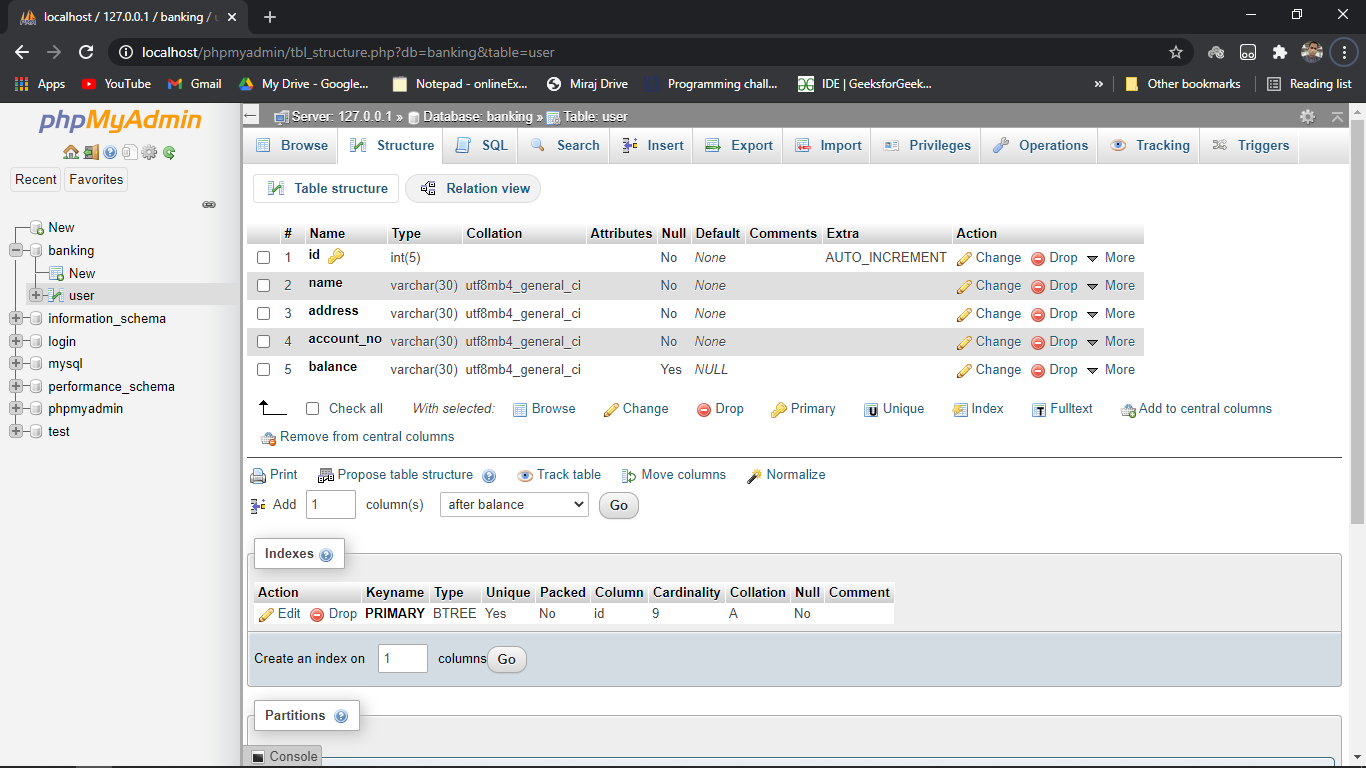 localhost / 127.0.0.1 / banking / u
localhost/phpmyadmin/tbl_structure.php?db=banking&table=user
Apps YouTube Gmail My Drive - Google... Notepad - onlineEx... Miraj Drive Programming chall... IDE | GeeksforGeek... » Other bookmarks Reading list
phpMyAdmin
Recent Favorites
New
banking
New
user
information_schema
login
mysql
performance_schema
phpmyadmin
test
Server: 127.0.0.1 » Database: banking » Table: user
Browse Structure SQL Search Insert Export Import Privileges Operations Tracking Triggers
Table structure Relation view
# Name Type Collation Attributes Null Default Comments Extra Action
1 id int(5) No None AUTO_INCREMENT Change Drop More
2 name varchar(30) utf8mb4_general_ci No None Change Drop More
3 address varchar(30) utf8mb4_general_ci No None Change Drop More
4 account_no varchar(30) utf8mb4_general_ci No None Change Drop More
5 balance varchar(30) utf8mb4_general_ci Yes NULL Change Drop More
Check all With selected: Browse Change Drop Primary Unique Index Fulltext Add to central columns
Remove from central columns
Print Propose table structure Track table Move columns Normalize
Add 1 column(s) after balance Go
Indexes
Action Keyname Type Unique Packed Column Cardinality Collation Null Comment
Edit Drop PRIMARY BTREE Yes No id 9 A No
Create an index on 1 columns Go
Partitions
Console